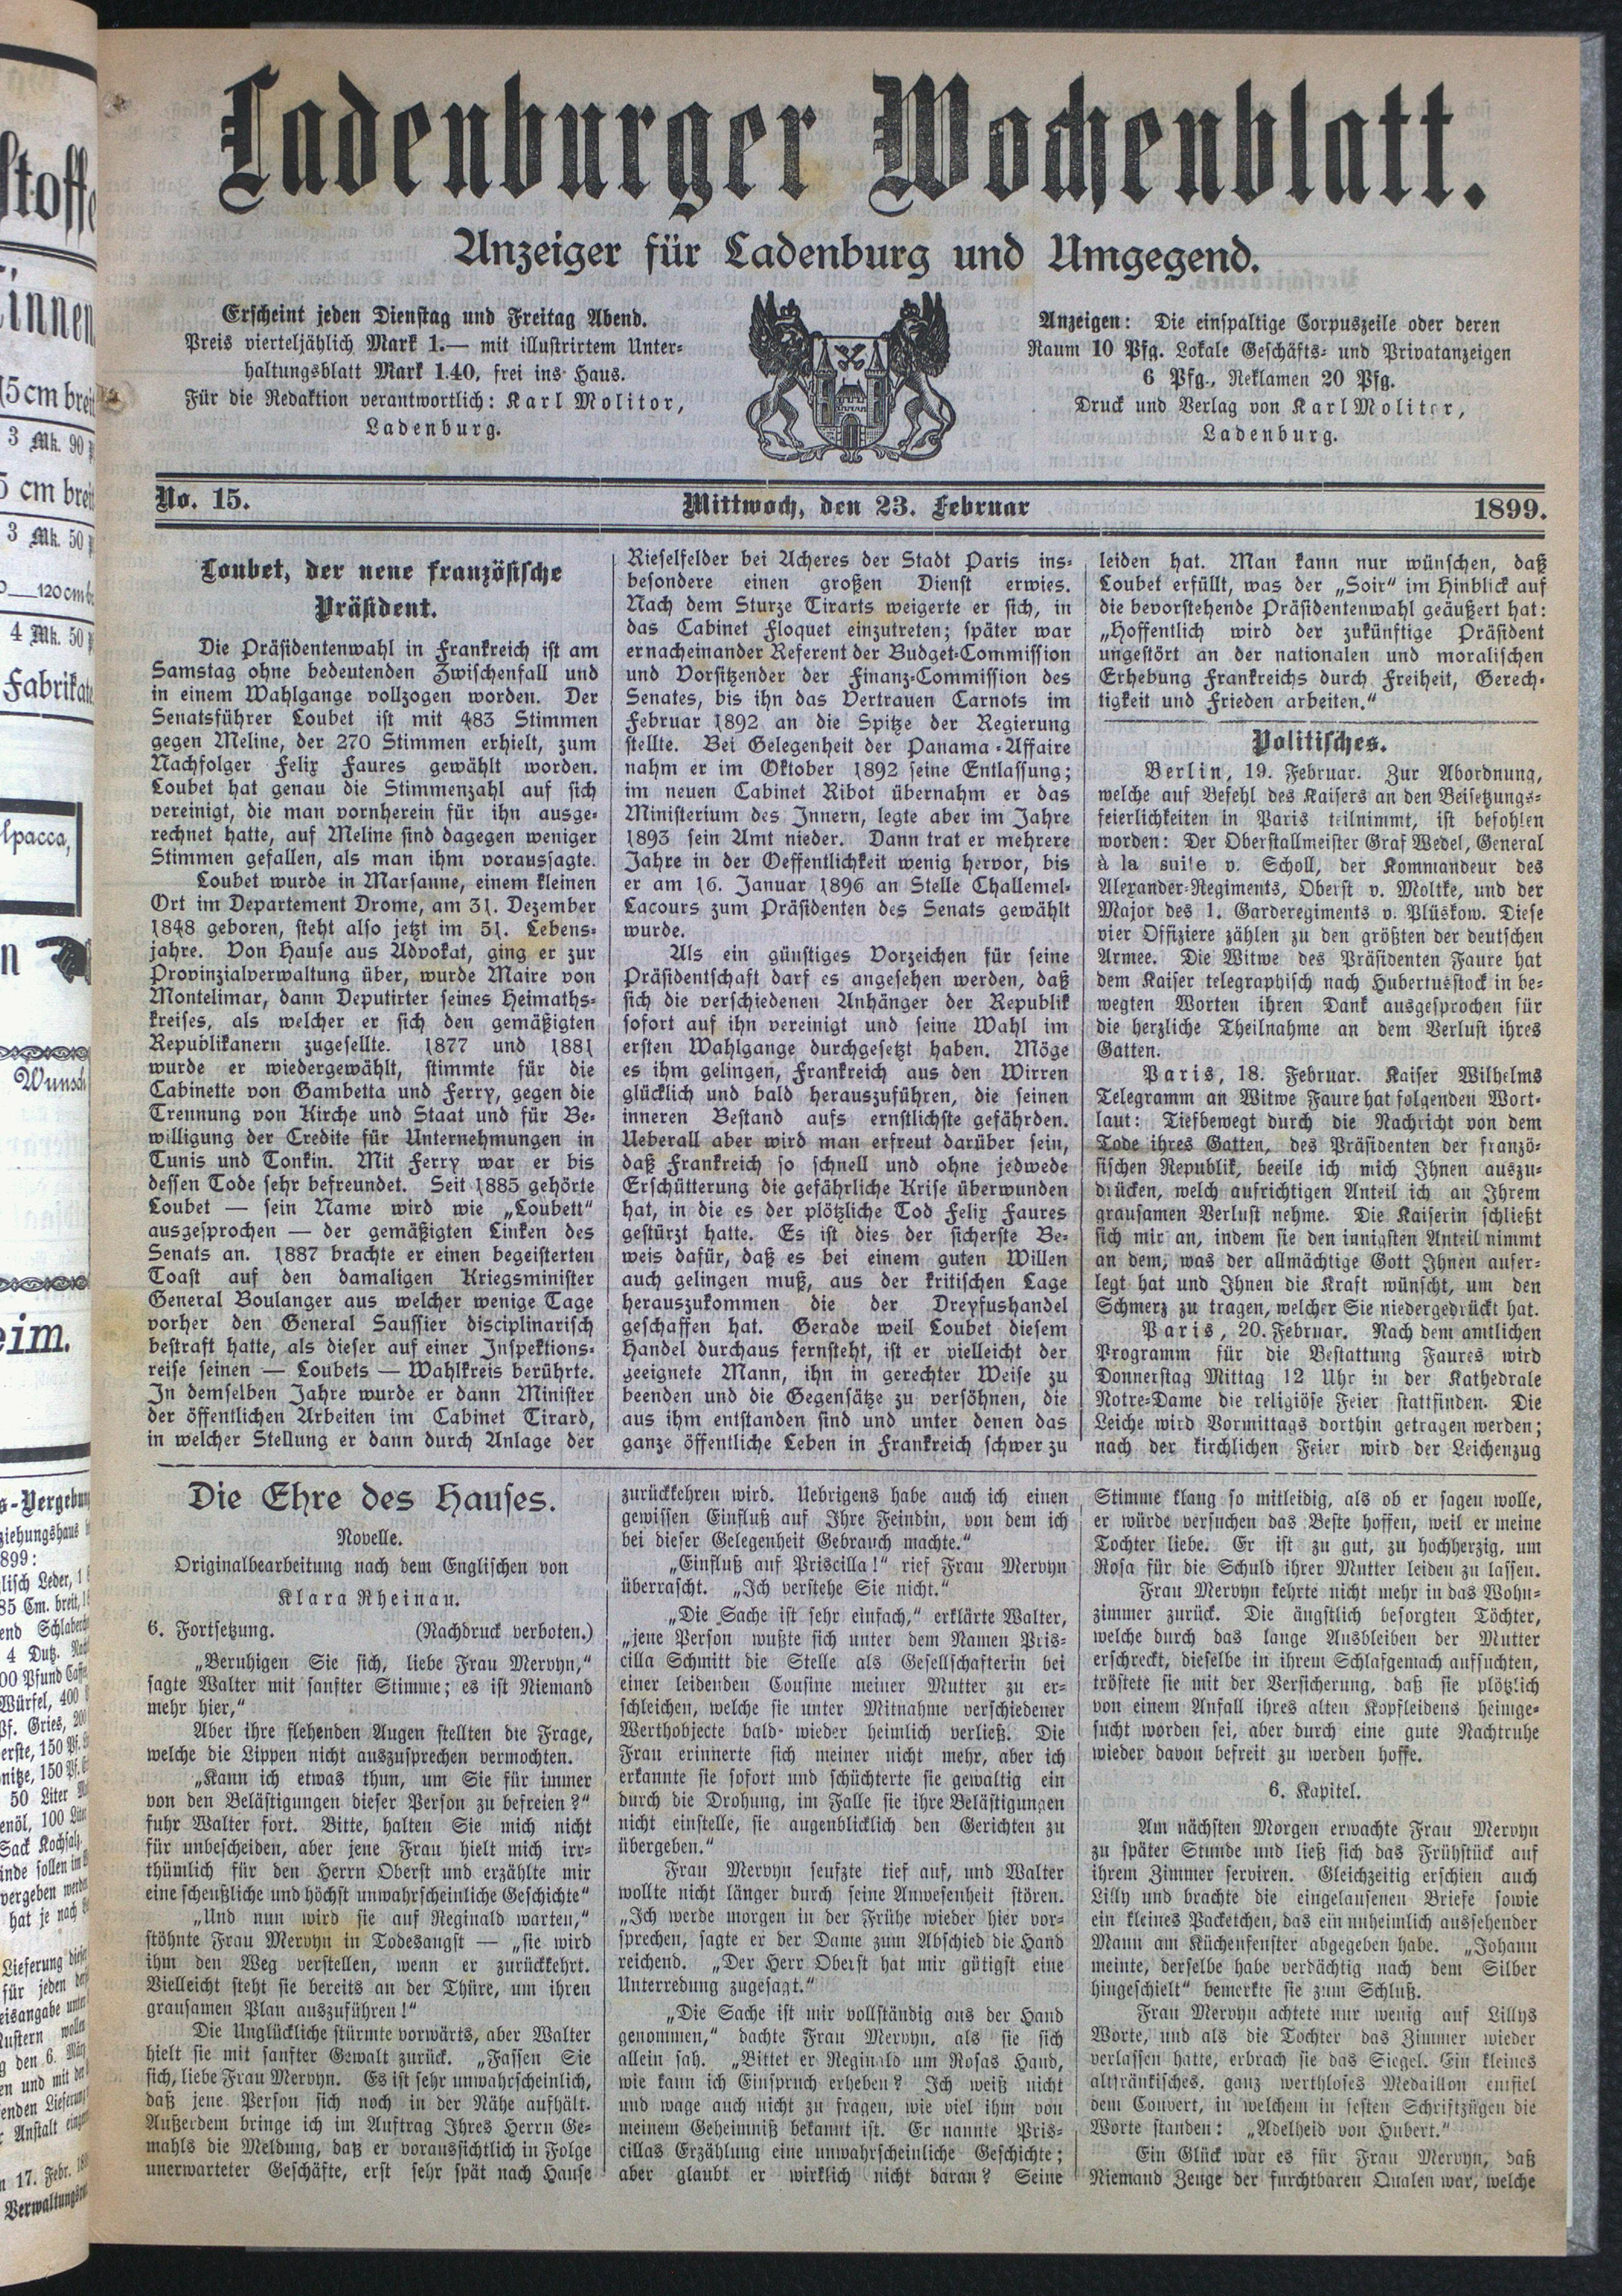 Ladenburger Wochenblatt.
Anzeiger für Ladenburg und Umgegend.
Erscheint jeden Dienstag und Freitag Abend.
Preis vierteljählich Mark 1.— mit illustrirtem Unter-
haltungsblatt Mark 1.40, frei ins Haus.
Für die Redaktion verantwortlich: Karl Molitor,
Ladenburg.
Anzeigen: Die einspaltige Corpuszeile oder deren
Raum 10 Pfg. Lokale Geschäfts- und Privatanzeigen
6 Pfg., Reklamen 20 Pfg.
Druck und Verlag von Karl Molitor,
Ladenburg.
No. 15.
Mittwoch, den 23. Februar
1899.
Loubet, der neue französische
Präsident.
Die Präsidentenwahl in Frankreich ist am
Samstag ohne bedeutenden Zwischenfall und
in einem Wahlgange vollzogen worden. Der
Senatsführer Loubet ist mit 483 Stimmen
gegen Meline, der 270 Stimmen erhielt, zum
Nachfolger Felix Faures gewählt worden.
Loubet hat genau die Stimmenzahl auf sich
vereinigt, die man vornherein für ihn ausge-
rechnet hatte, auf Meline sind dagegen weniger
Stimmen gefallen, als man ihm voraussagte.
Loubet wurde in Marsanne, einem kleinen
Ort im Departement Drome, am 31. Dezember
1848 geboren, steht also jetzt im 51. Lebens-
jahre. Von Hause aus Advokat, ging er zur
Provinzialverwaltung über, wurde Maire von
Montelimar, dann Deputirter seines Heimaths-
kreises, als welcher er sich den gemäßigten
Republikanern zugesellte. 1877 und 1881
wurde er wiedergewählt, stimmte für die
Cabinette von Gambetta und Ferry, gegen die
Trennung von Kirche und Staat und für Be-
willigung der Credite für Unternehmungen in
Tunis und Tonkin. Mit Ferry war er bis
dessen Tode sehr befreundet. Seit 1885 gehörte
Loubet — sein Name wird wie „Loubett“
ausgesprochen — der gemäßigten Linken des
Senats an. 1887 brachte er einen begeisterten
Toast auf den damaligen Kriegsminister
General Boulanger aus welcher wenige Tage
vorher den General Saussier disciplinarisch
bestraft hatte, als dieser auf einer Inspektions-
reise seinen — Loubets — Wahlkreis berührte.
In demselben Jahre wurde er dann Minister
der öffentlichen Arbeiten im Cabinet Tirard,
in welcher Stellung er dann durch Anlage der
Rieselfelder bei Acheres der Stadt Paris ins-
besondere einen großen Dienst erwies.
Nach dem Sturze Tirarts weigerte er sich, in
das Cabinet Floquet einzutreten; später war
er nacheinander Referent der Budget-Commission
und Vorsitzender der Finanz-Commission des
Senates, bis ihn das Vertrauen Carnots im
Februar 1892 an die Spitze der Regierung
stellte. Bei Gelegenheit der Panama-Affaire
nahm er im Oktober 1892 seine Entlassung;
im neuen Cabinet Ribot übernahm er das
Ministerium des Innern, legte aber im Jahre
1893 sein Amt nieder. Dann trat er mehrere
Jahre in der Oeffentlichkeit wenig hervor, bis
er am 16. Januar 1896 an Stelle Challemel-
Lacours zum Präsidenten des Senats gewählt
wurde.
Als ein günstiges Vorzeichen für seine
Präsidentschaft darf es angesehen werden, daß
sich die verschiedenen Anhänger der Republik
sofort auf ihn vereinigt und seine Wahl im
ersten Wahlgange durchgesetzt haben. Möge
es ihm gelingen, Frankreich aus den Wirren
glücklich und bald herauszuführen, die seinen
inneren Bestand aufs ernstlichste gefährden.
Ueberall aber wird man erfreut darüber sein,
daß Frankreich so schnell und ohne jedwede
Erschütterung die gefährliche Krise überwunden
hat, in die es der plötzliche Tod Felix Faures
gestürzt hatte. Es ist dies der sicherste Be-
weis dafür, daß es bei einem guten Willen
auch gelingen muß, aus der kritischen Lage
herauszukommen die der Dreyfushandel
geschaffen hat. Gerade weil Loubet diesem
Handel durchaus fernsteht, ist er vielleicht der
geeignete Mann, ihn in gerechter Weise zu
beenden und die Gegensätze zu versöhnen, die
aus ihm entstanden sind und unter denen das
ganze öffentliche Leben in Frankreich schwer zu
leiden hat. Man kann nur wünschen, daß
Loubet erfüllt, was der „Soir“ im Hinblick auf
die bevorstehende Präsidentenwahl geäußert hat:
„Hoffentlich wird der zukünftige Präsident
ungestört an der nationalen und moralischen
Erhebung Frankreichs durch Freiheit, Gerech-
tigkeit und Frieden arbeiten.“
Politisches.
Berlin, 19. Februar. Zur Abordnung,
welche auf Befehl des Kaisers an den Beisetzungs-
feierlichkeiten in Paris teilnimmt, ist befohlen
worden: Der Oberstallmeister Graf Wedel, General
à la suite v. Scholl, der Kommandeur des
Alexander-Regiments, Oberst v. Moltke, und der
Major des 1. Garderegiments v. Plüskow. Diese
vier Offiziere zählen zu den größten der deutschen
Armee. Die Witwe des Präsidenten Faure hat
dem Kaiser telegraphisch nach Hubertusstock in be-
wegten Worten ihren Dank ausgesprochen für
die herzliche Theilnahme an dem Verlust ihres
Gatten.
Paris, 18. Februar. Kaiser Wilhelms
Telegramm an Witwe Faure hat folgenden Wort-
laut: Tiefbewegt durch die Nachricht von dem
Tode ihres Gatten, des Präsidenten der franzö-
sischen Republik, beeile ich mich Ihnen auszu-
drücken, welch aufrichtigen Anteil ich an Ihrem
grausamen Verlust nehme. Die Kaiserin schließt
sich mir an, indem sie den innigsten Anteil nimmt
an dem, was der allmächtige Gott Ihnen aufer-
legt hat und Ihnen die Kraft wünscht, um den
Schmerz zu tragen, welcher Sie niedergedrückt hat.
Paris, 20. Februar. Nach dem amtlichen
Programm für die Bestattung Faures wird
Donnerstag Mittag 12 Uhr in der Kathedrale
Notre-Dame die religiöse Feier stattfinden. Die
Leiche wird Vormittags dorthin getragen werden;
nach der kirchlichen Feier wird der Leichenzug
Die Ehre des Hauses.
Novelle.
Originalbearbeitung nach dem Englischen von
Klara Rheinau.
6. Fortsetzung. (Nachdruck verboten.)
„Beruhigen Sie sich, liebe Frau Mervyn,“
sagte Walter mit sanfter Stimme; es ist Niemand
mehr hier,“
Aber ihre flehenden Augen stellten die Frage,
welche die Lippen nicht auszusprechen vermochten.
„Kann ich etwas thun, um Sie für immer
von den Belästigungen dieser Person zu befreien?“
fuhr Walter fort. Bitte, halten Sie mich nicht
für unbescheiden, aber jene Frau hielt mich irr-
thümlich für den Herrn Oberst und erzählte mir
eine scheußliche und höchst unwahrscheinliche Geschichte“
„Und nun wird sie auf Reginald warten,“
stöhnte Frau Mervyn in Todesangst — „sie wird
ihm den Weg verstellen, wenn er zurückkehrt.
Vielleicht steht sie bereits an der Thüre, um ihren
grausamen Plan auszuführen!“
Die Unglückliche stürmte vorwärts, aber Walter
hielt sie mit sanfter Gewalt zurück. „Fassen Sie
sich, liebe Frau Mervyn. Es ist sehr unwahrscheinlich,
daß jene Person sich noch in der Nähe aufhält.
Außerdem bringe ich im Auftrag Ihres Herrn Ge-
mahls die Meldung, daß er voraussichtlich in Folge
unerwarteter Geschäfte, erst sehr spät nach Hause
zurückkehren wird. Uebrigens habe auch ich einen
gewissen Einfluß auf Ihre Feindin, von dem ich
bei dieser Gelegenheit Gebrauch machte.“
„Einfluß auf Priscilla!“ rief Frau Mervyn
überrascht. „Ich verstehe Sie nicht.“
„Die Sache ist sehr einfach,“ erklärte Walter,
„jene Person wußte sich unter dem Namen Pris-
cilla Schmitt die Stelle als Gesellschafterin bei
einer leidenden Cousine meiner Mutter zu er-
schleichen, welche sie unter Mitnahme verschiedener
Werthobjecte bald wieder heimlich verließ. Die
Frau erinnerte sich meiner nicht mehr, aber ich
erkannte sie sofort und schüchterte sie gewaltig ein
durch die Drohung, im Falle sie ihre Belästigungen
nicht einstelle, sie augenblicklich den Gerichten zu
übergeben.“
Frau Mervyn seufzte tief auf, und Walter
wollte nicht länger durch seine Anwesenheit stören.
„Ich werde morgen in der Frühe wieder hier vor-
sprechen, sagte er der Dame zum Abschied die Hand
reichend. „Der Herr Oberst hat mir gütigst eine
Unterredung zugesagt.“
„Die Sache ist mir vollständig aus der Hand
genommen,“ dachte Frau Mervyn, als sie sich
allein sah. „Bittet er Reginald um Rosas Hand,
wie kann ich Einspruch erheben? Ich weiß nicht
und wage auch nicht zu fragen, wie viel ihm von
meinem Geheimniß bekannt ist. Er nannte Pris-
cillas Erzählung eine unwahrscheinliche Geschichte;
aber glaubt er wirklich nicht daran? Seine
Stimme klang so mitleidig, als ob er sagen wolle,
er würde versuchen das Beste hoffen, weil er meine
Tochter liebe. Er ist zu gut, zu hochherzig, um
Rosa für die Schuld ihrer Mutter leiden zu lassen.
Frau Mervyn kehrte nicht mehr in das Wohn-
zimmer zurück. Die ängstlich besorgten Töchter,
welche durch das lange Ausbleiben der Mutter
erschreckt, dieselbe in ihrem Schlafgemach aufsuchten,
tröstete sie mit der Versicherung, daß sie plötzlich
von einem Anfall ihres alten Kopfleidens heimge-
sucht worden sei, aber durch eine gute Nachtruhe
wieder davon befreit zu werden hoffe.
6. Kapitel.
Am nächsten Morgen erwachte Frau Mervyn
zu später Stunde und ließ sich das Frühstück auf
ihrem Zimmer serviren. Gleichzeitig erschien auch
Lilly und brachte die eingelaufenen Briefe sowie
ein kleines Packetchen, das ein unheimlich aussehender
Mann am Küchenfenster abgegeben habe. „Johann
meinte, derselbe habe verdächtig nach dem Silber
hingeschielt“ bemerkte sie zum Schluß.
Frau Mervyn achtete nur wenig auf Lillys
Worte, und als die Tochter das Zimmer wieder
verlassen hatte, erbrach sie das Siegel. Ein kleines
altfränkisches, ganz werthloses Medaillon entfiel
dem Couvert, in welchem in festen Schriftzügen die
Worte standen: „Adelheid von Hubert.“
Ein Glück war es für Frau Mervyn, daß
Niemand Zeuge der furchtbaren Qualen war, welche